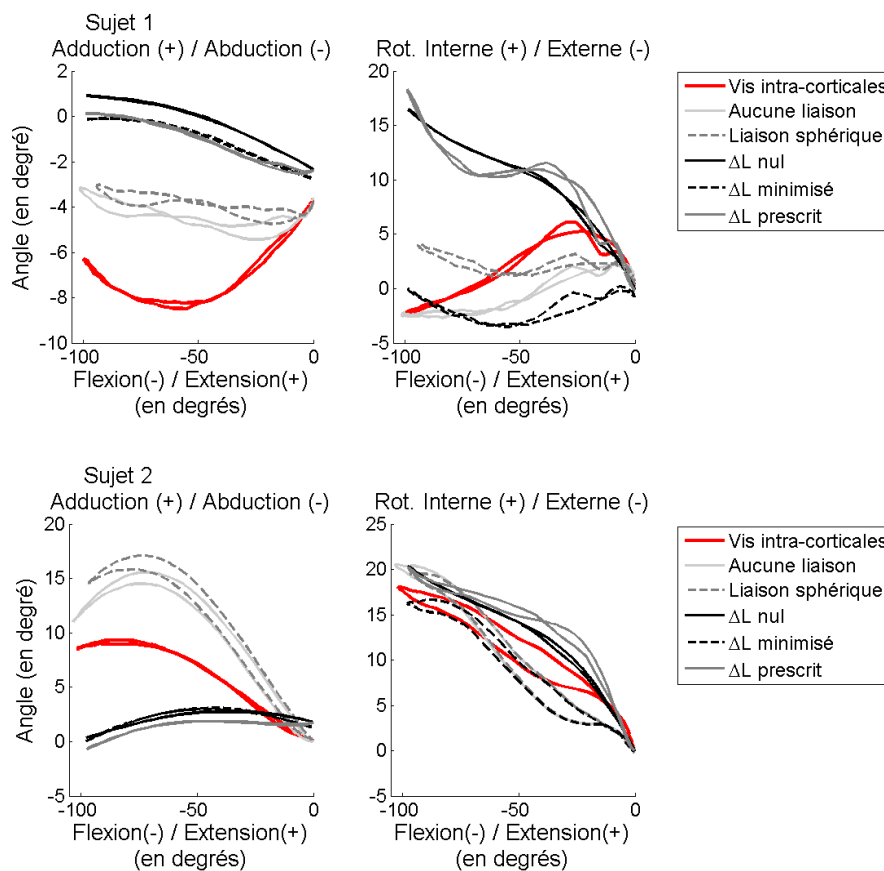 Sujet 1
Adduction (+) / Abduction (-)
Rot. Interne (+) / Externe (-)
2
0
-2
-4
-6
-8
-10
Angle (en degré)
-100
-50
0
Flexion(-) / Extension(+)
(en degrés)
20
15
10
5
0
-5
-100
-50
0
Flexion(-) / Extension(+)
(en degrés)
Vis intra-corticales
Aucune liaison
Liaison sphérique
ΔL nul
ΔL minimisé
ΔL prescrit
Sujet 2
Adduction (+) / Abduction (-)
Rot. Interne (+) / Externe (-)
20
15
10
5
0
-5
Angle (en degré)
-100
-50
0
Flexion(-) / Extension(+)
(en degrés)
25
20
15
10
5
0
-5
-100
-50
0
Flexion(-) / Extension(+)
(en degrés)
Vis intra-corticales
Aucune liaison
Liaison sphérique
ΔL nul
ΔL minimisé
ΔL prescrit